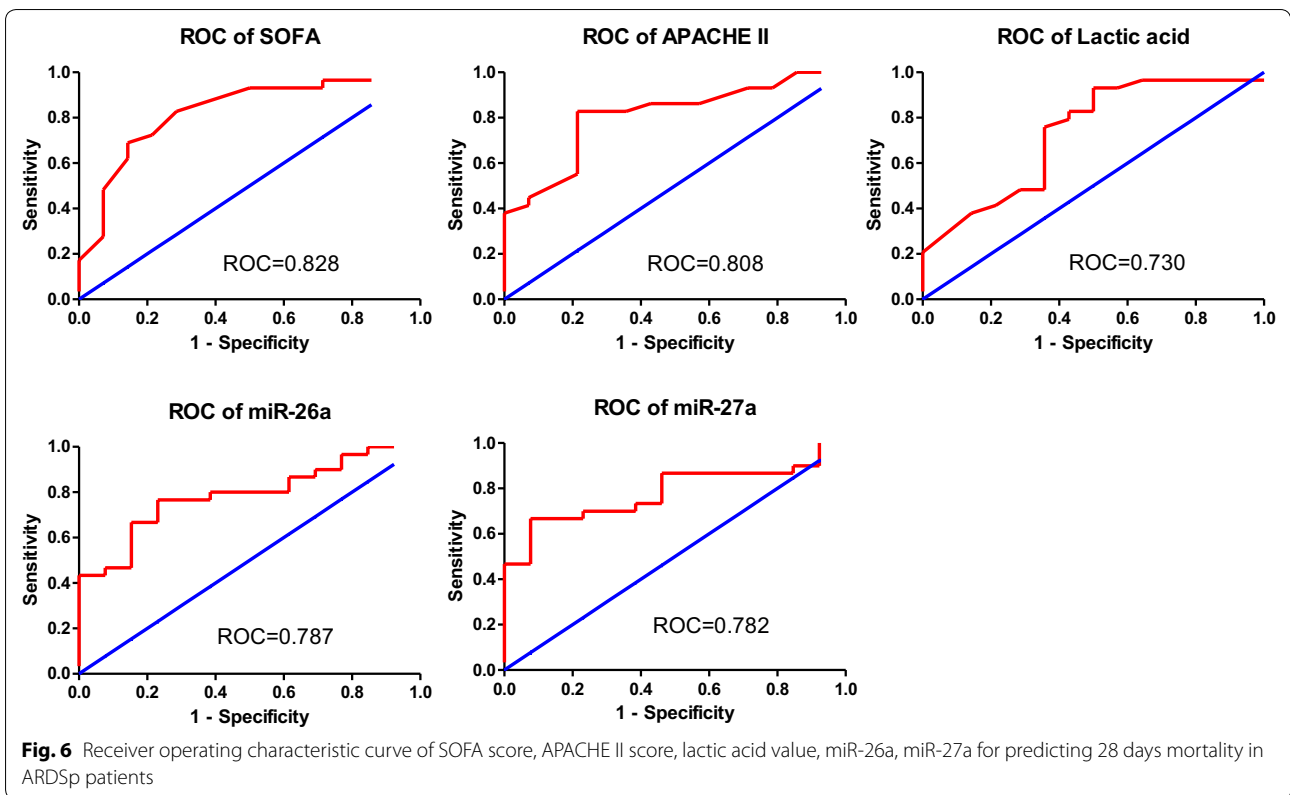 ROC of SOFA
1.0
0.8
0.6
0.4
0.2
0.0
Sensitivity
ROC=0.828
0.0 0.2 0.4 0.6 0.8 1.0
1 - Specificity
ROC of APACHE II
1.0
0.8
0.6
0.4
0.2
0.0
Sensitivity
ROC=0.808
0.0 0.2 0.4 0.6 0.8 1.0
1 - Specificity
ROC of Lactic acid
1.0
0.8
0.6
0.4
0.2
0.0
Sensitivity
ROC=0.730
0.0 0.2 0.4 0.6 0.8 1.0
1 - Specificity
ROC of miR-26a
1.0
0.8
0.6
0.4
0.2
0.0
Sensitivity
ROC=0.787
0.0 0.2 0.4 0.6 0.8 1.0
1 - Specificity
ROC of miR-27a
1.0
0.8
0.6
0.4
0.2
0.0
Sensitivity
ROC=0.782
0.0 0.2 0.4 0.6 0.8 1.0
1 - Specificity
Fig. 6 Receiver operating characteristic curve of SOFA score, APACHE II score, lactic acid value, miR-26a, miR-27a for predicting 28 days mortality in
ARDSp patients